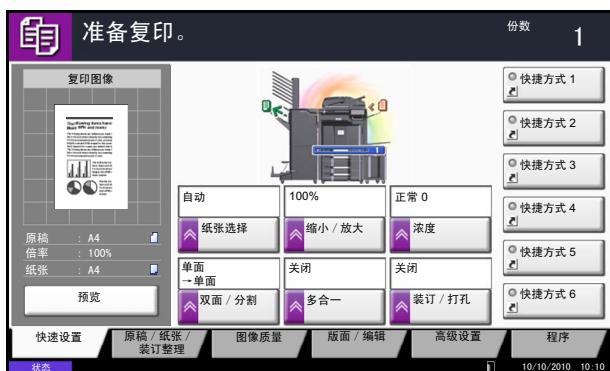 准备复印。
份数
1
复印图像
原稿 : A4
倍率 : 100%
纸张 : A4
预览
1
自动
纸张选择
100%
缩小 / 放大
正常 0
浓度
单面
→单面
双面 / 分割
关闭
多合一
关闭
装订 / 打孔
快捷方式 1
快捷方式 2
快捷方式 3
快捷方式 4
快捷方式 5
快捷方式 6
快速设置
原稿 / 纸张 /
装订整理
图像质量
版面 / 编辑
高级设置
程序
状态
10/10/2010 10:10